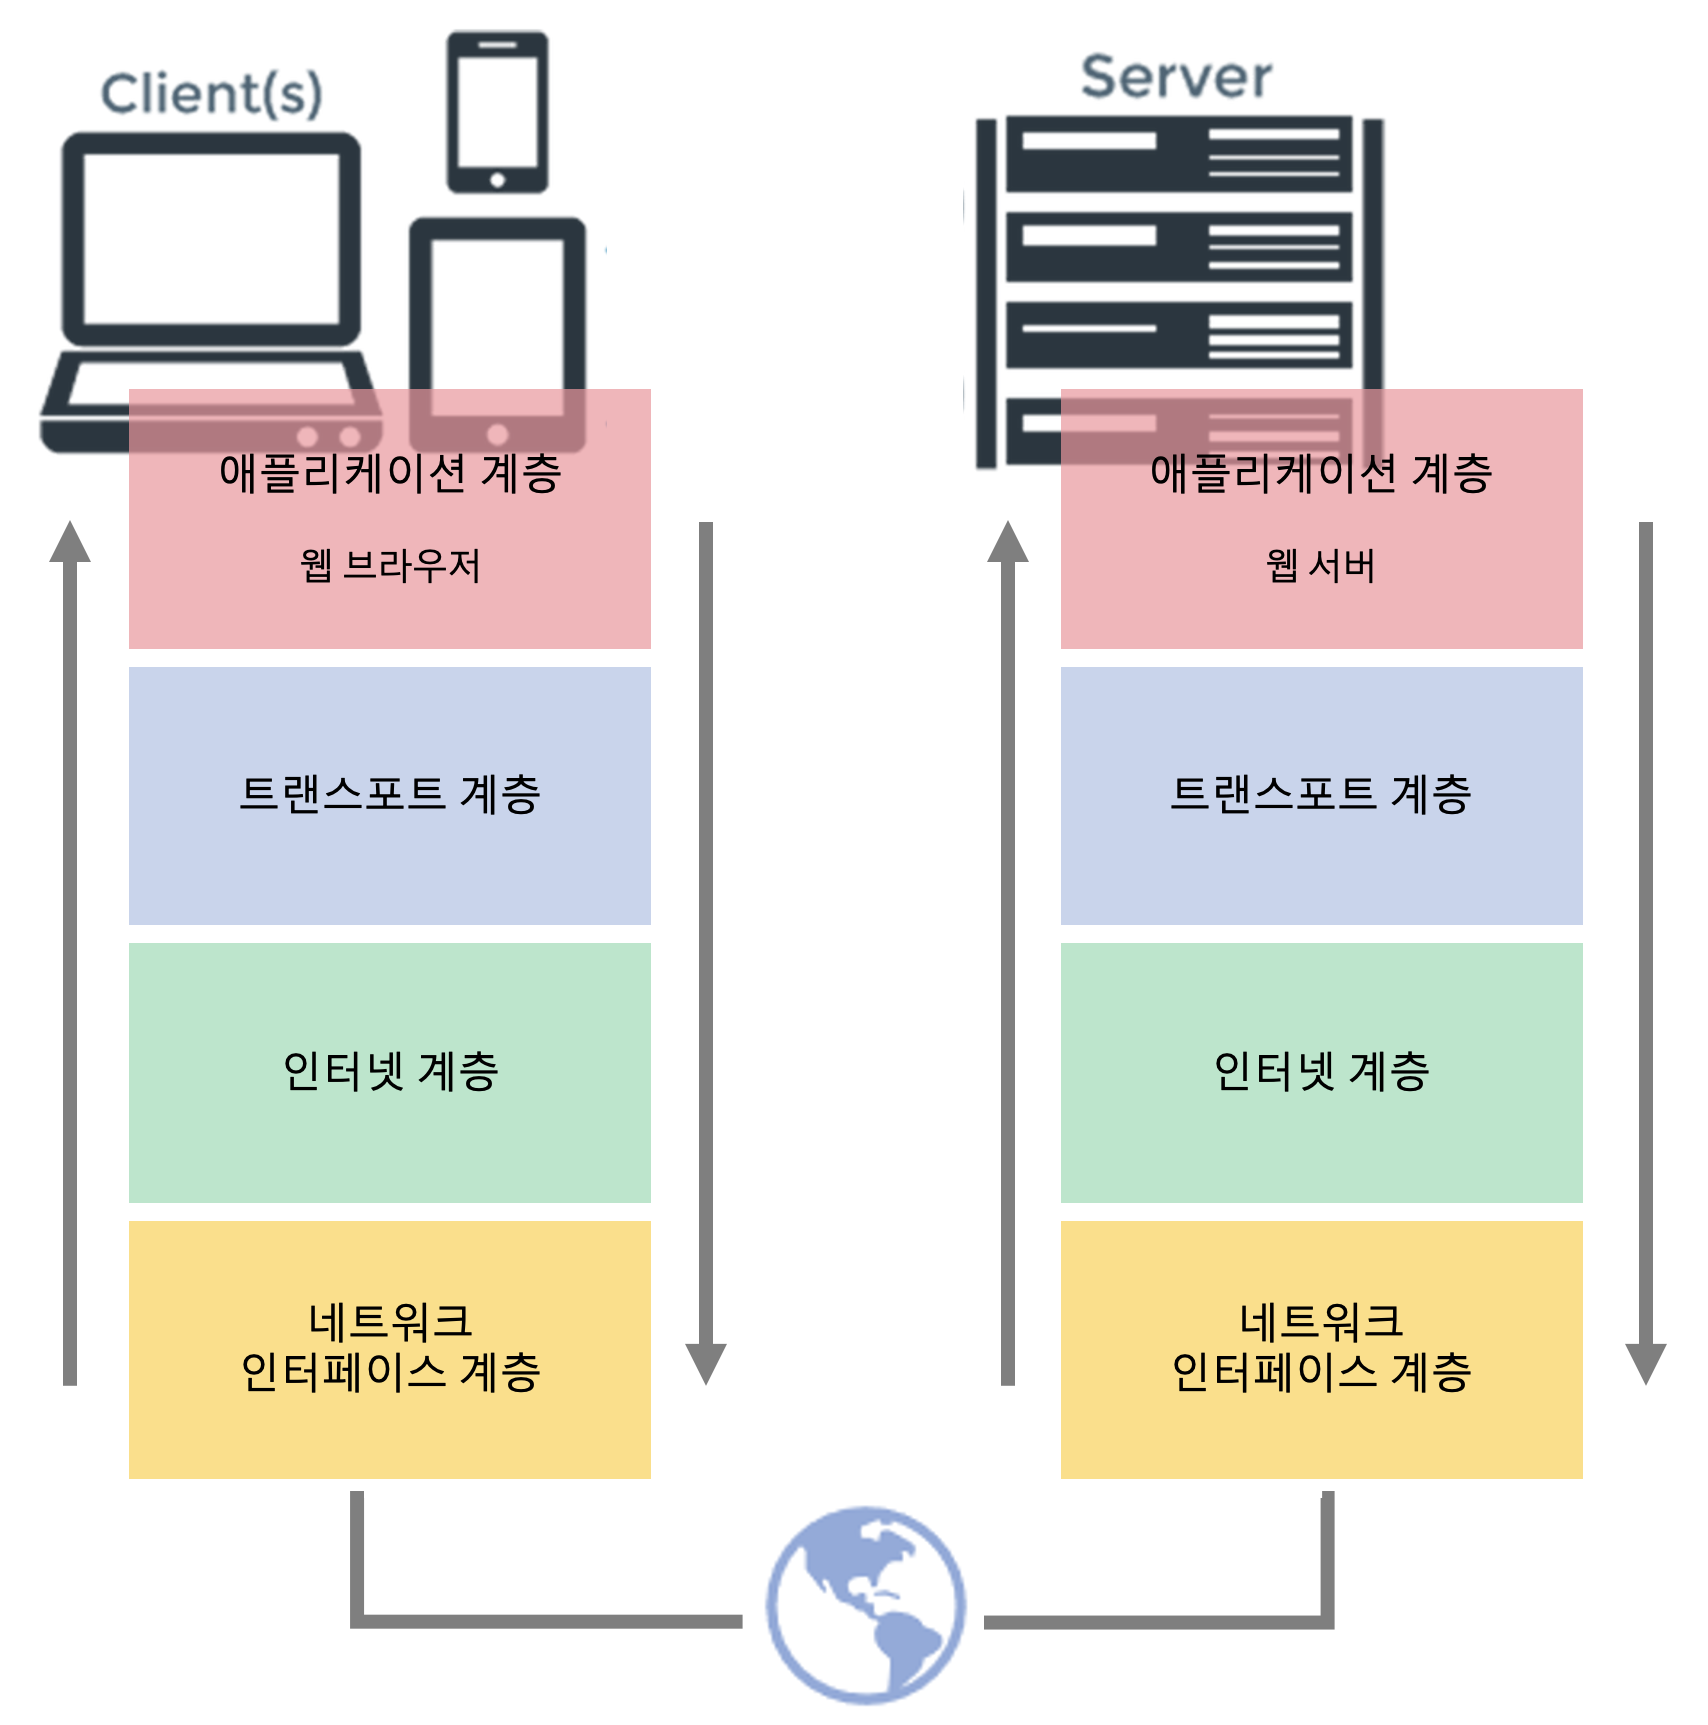 Client(s)
애플리케이션 계층
웹 브라우저
트랜스포트 계층
인터넷 계층
네트워크
인터페이스 계층
Server
애플리케이션 계층
웹 서버
트랜스포트 계층
인터넷 계층
네트워크
인터페이스 계층